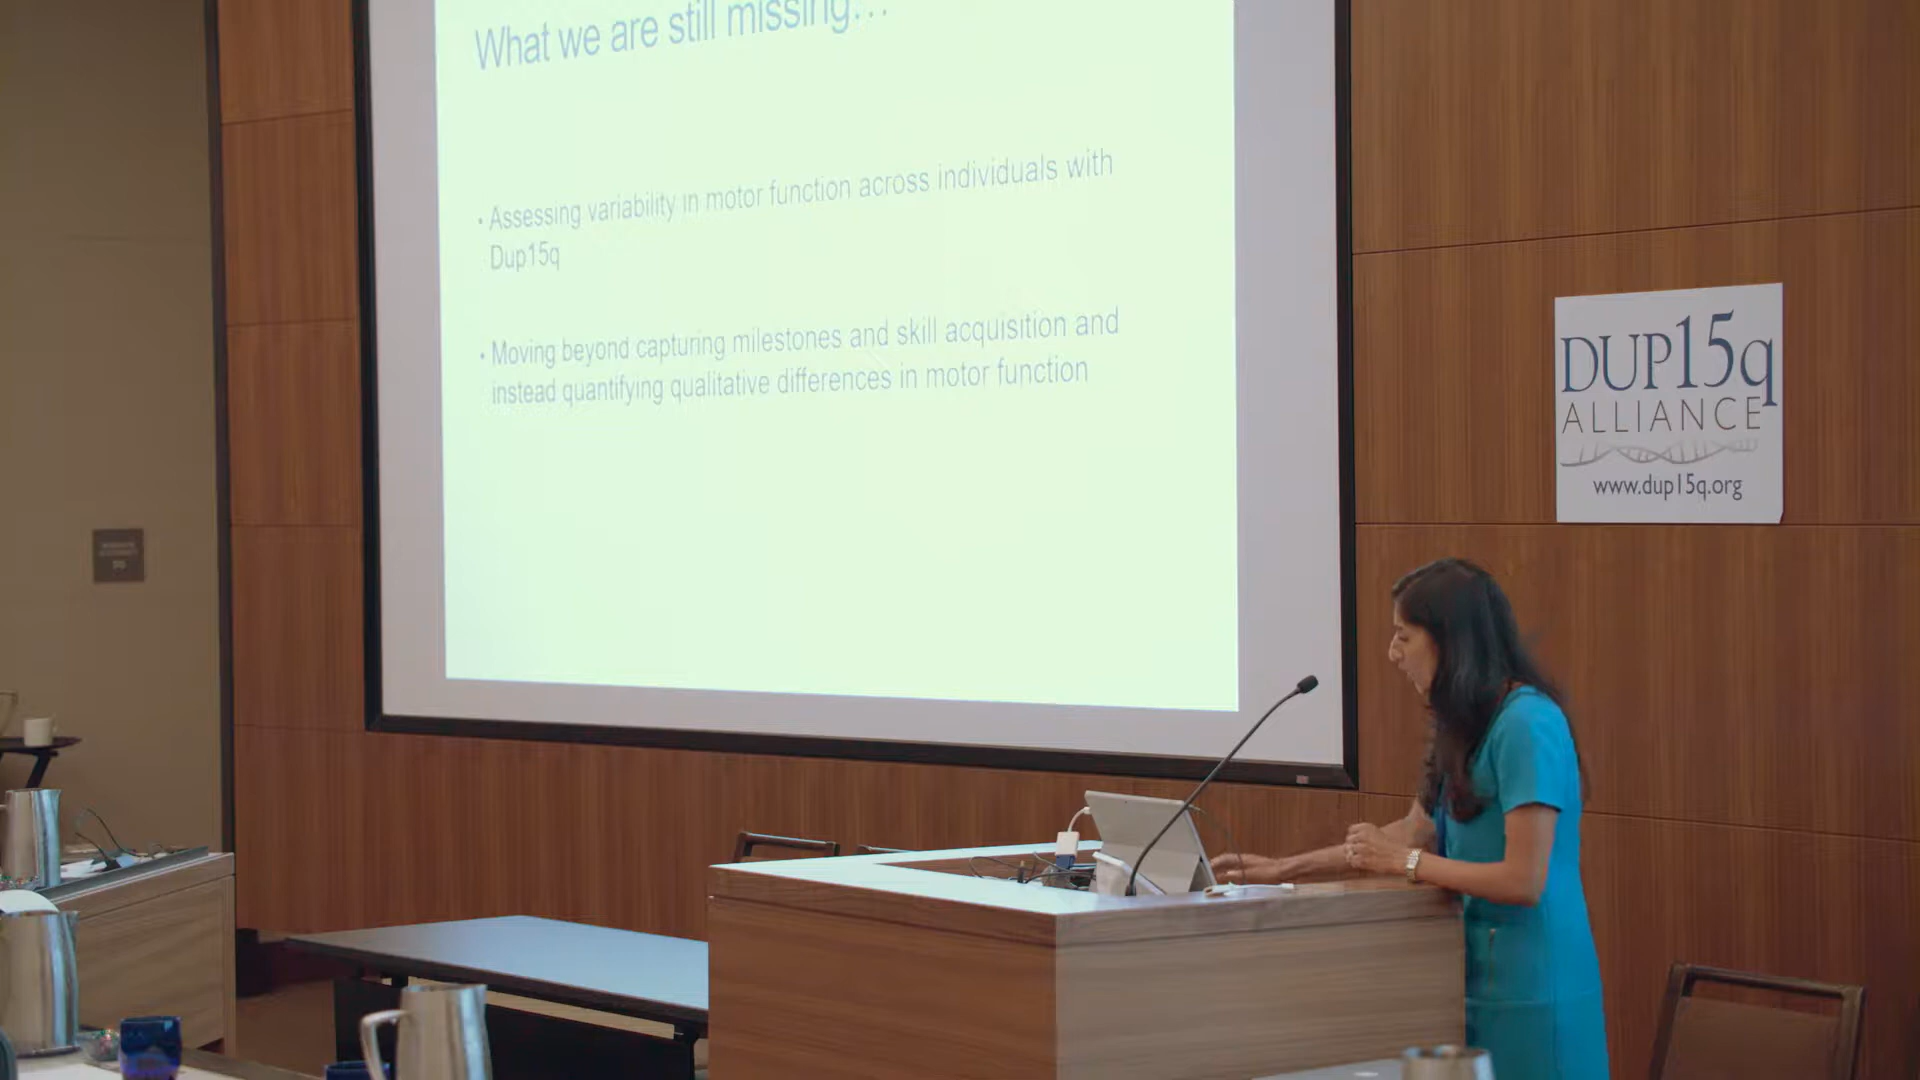 What we are still missing...
• Assessing variability in motor function across individuals with
Dup15q
• Moving beyond capturing milestones and skill acquisition and
instead quantifying qualitative differences in motor function
DUP15q
ALLIANCE
www.dup15q.org